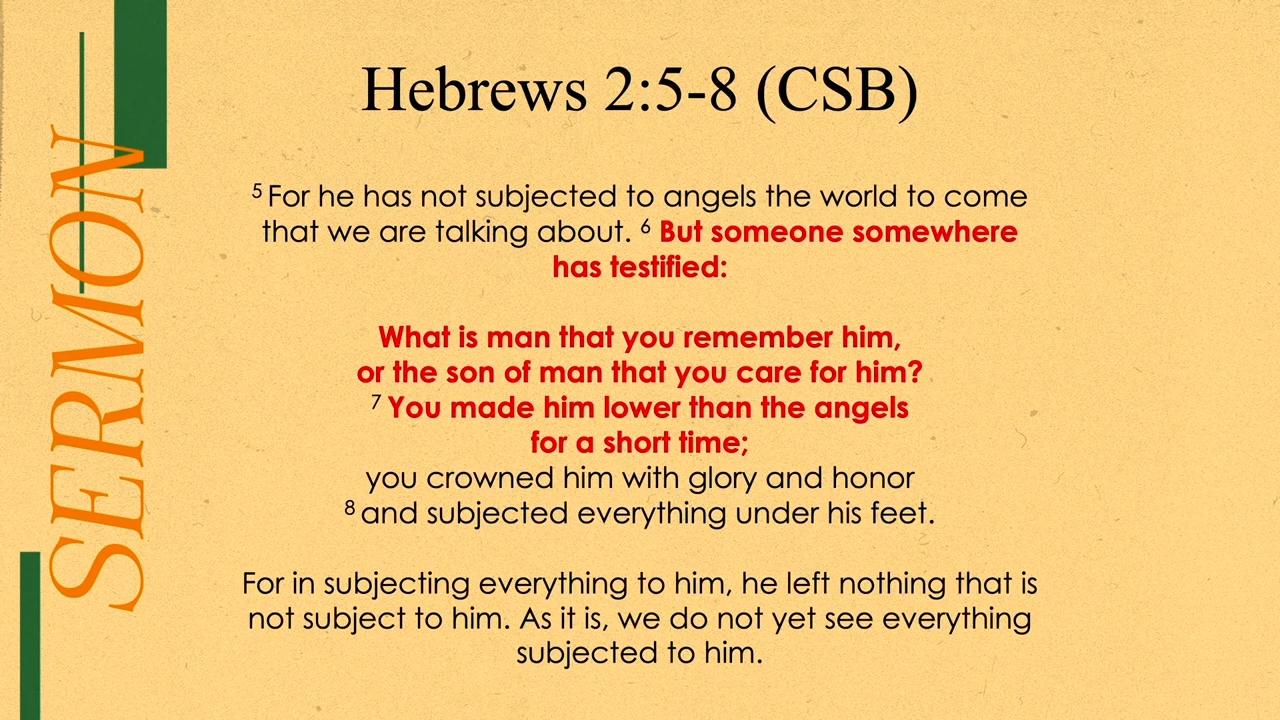 SERMON
Hebrews 2:5-8 (CSB)
5 For he has not subjected to angels the world to come
that we are talking about. 6 But someone somewhere
has testified:
What is man that you remember him,
or the son of man that you care for him?
7 You made him lower than the angels
for a short time;
you crowned him with glory and honor
8 and subjected everything under his feet.
For in subjecting everything to him, he left nothing that is
not subject to him. As it is, we do not yet see everything
subjected to him.